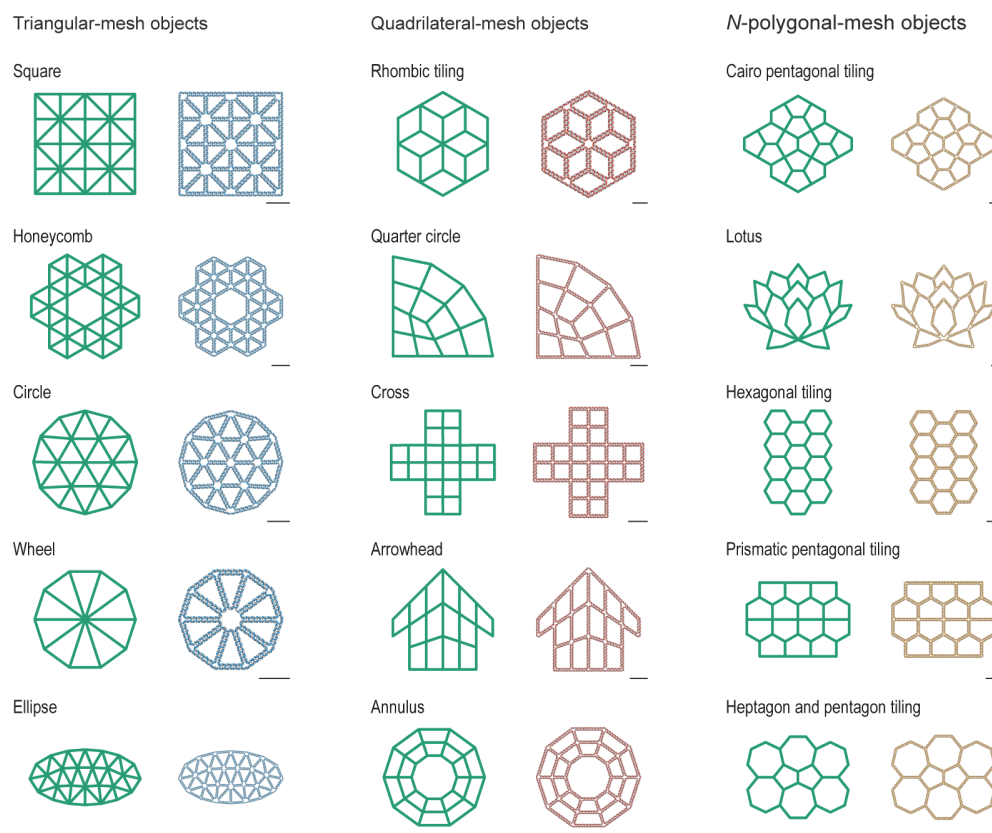 Triangular-mesh objects
Quadrilateral-mesh objects
N-polygonal-mesh objects
Square
Rhombic tiling
Cairo pentagonal tiling
Honeycomb
Quarter circle
Lotus
Circle
Cross
Hexagonal tiling
Wheel
Arrowhead
Prismatic pentagonal tiling
Ellipse
Annulus
Heptagon and pentagon tiling